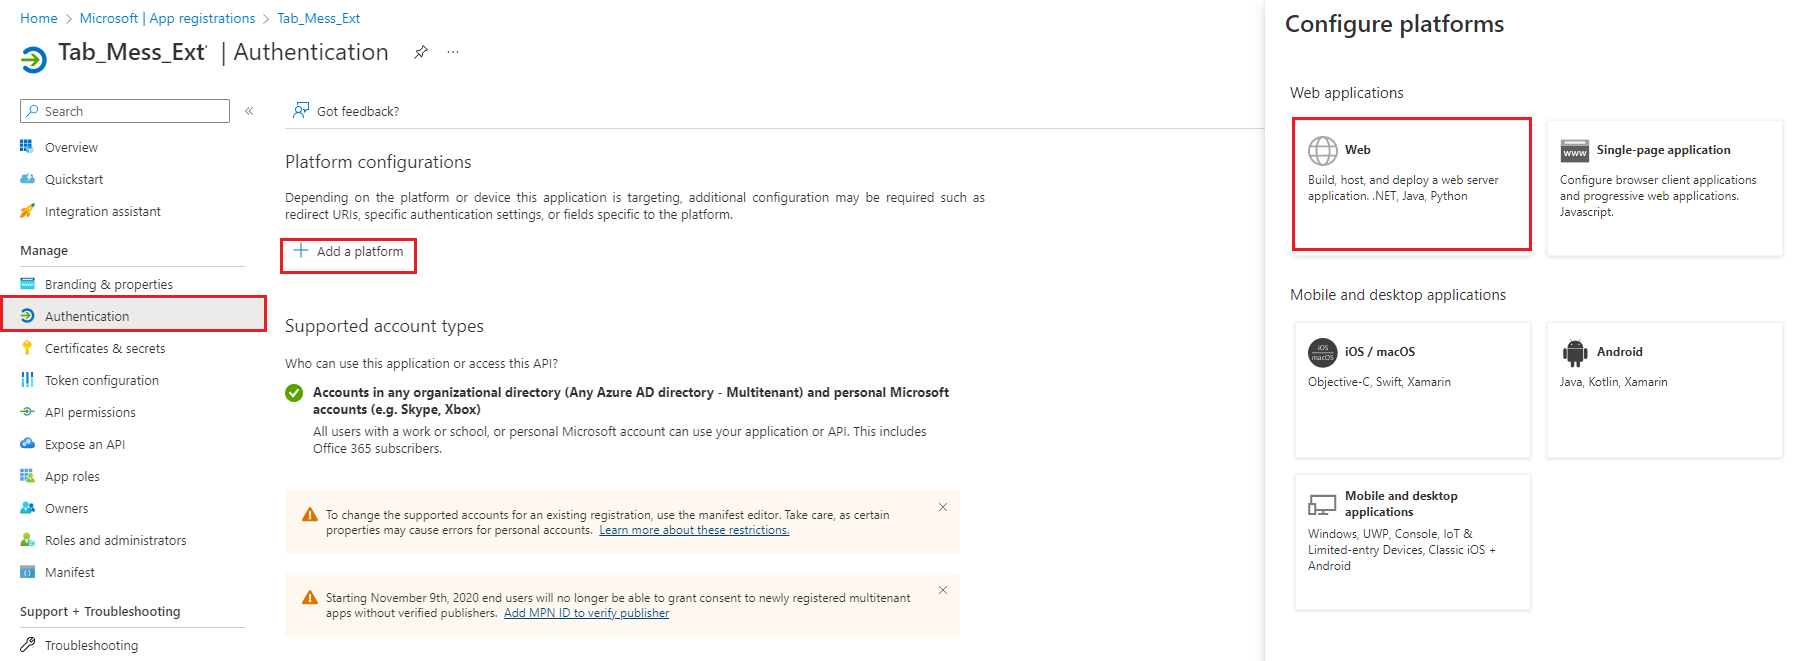 Home > Microsoft | App registrations > Tab_Mess_Ext
Tab_Mess_Ext | Authentication
Search
Overview
Quickstart
Integration assistant
Manage
Branding & properties
Authentication
Certificates & secrets
Token configuration
API permissions
Expose an API
App roles
Owners
Roles and administrators
Manifest
Support + Troubleshooting
Troubleshooting
Got feedback?
Platform configurations
Depending on the platform or device this application is targeting, additional configuration may be required such as
redirect URIs, specific authentication settings, or fields specific to the platform.
Add a platform
Supported account types
Who can use this application or access this API?
Accounts in any organizational directory (Any Azure AD directory - Multitenant) and personal Microsoft
accounts (e.g. Skype, Xbox)
All users with a work or school, or personal Microsoft account can use your application or API. This includes
Office 365 subscribers.
To change the supported accounts for an existing registration, use the manifest editor. Take care, as certain
properties may cause errors for personal accounts. Learn more about these restrictions.
Starting November 9th, 2020 end users will no longer be able to grant consent to newly registered multitenant
apps without verified publishers. Add MPN ID to verify publisher
Configure platforms
Web applications
Web
Build, host, and deploy a web server
application. .NET, Java, Python
www
Single-page application
Configure browser client applications
and progressive web applications.
Javascript.
Mobile and desktop applications
iOS
macOS
iOS / macOS
Objective-C, Swift, Xamarin
Android
Java, Kotlin, Xamarin
Mobile and desktop
applications
Windows, UWP, Console, IoT &
Limited-entry Devices, Classic iOS +
Android